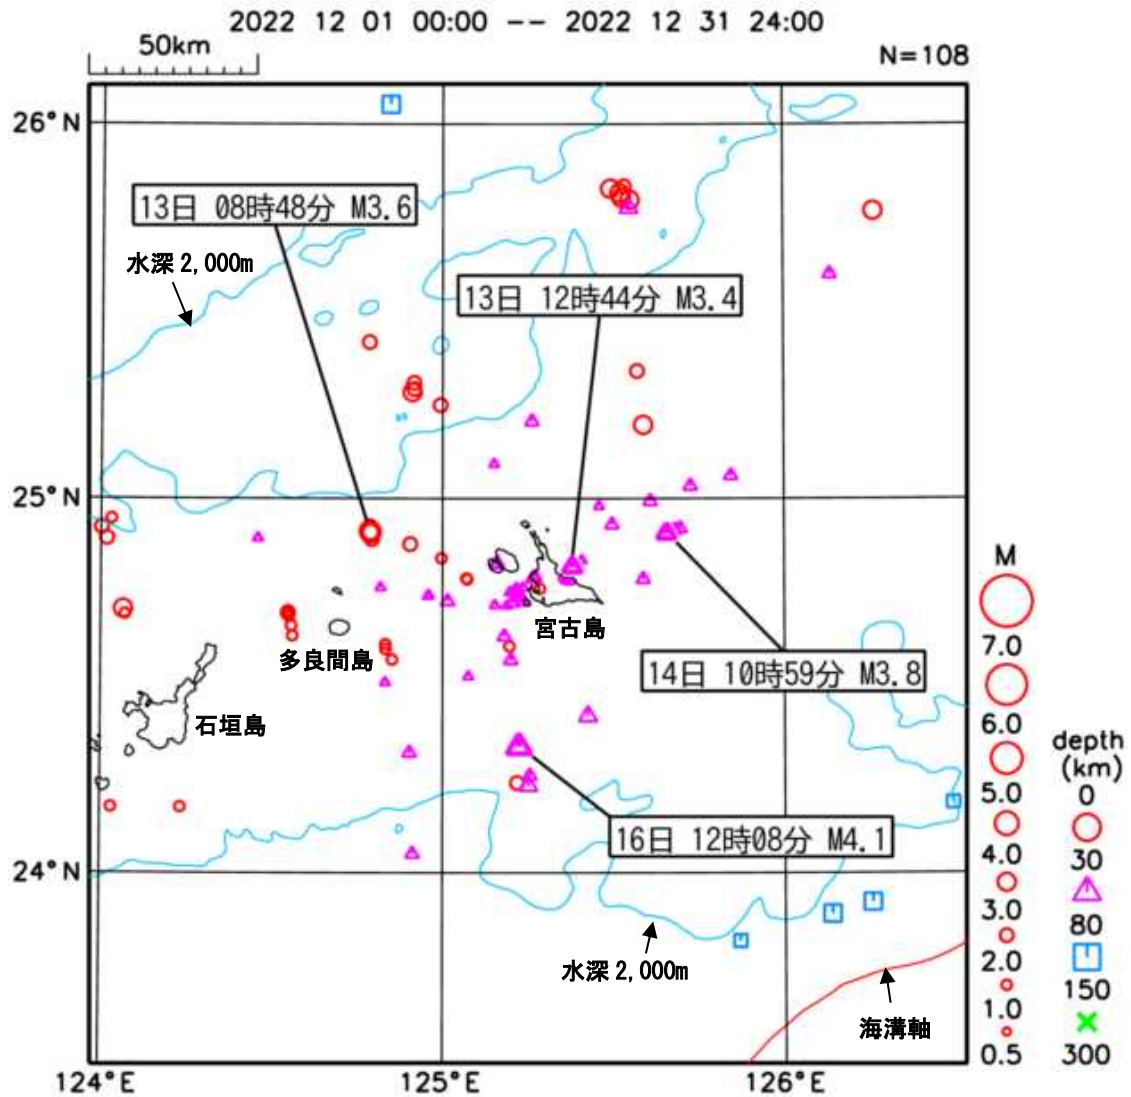 2022 12 01 00:00 -- 2022 12 31 24:00
50km
N=108
26°N
13日 08時48分 M3.6
水深2,000m
13日 12時44分 M3.4
25°N
宮古島
多良間島
14日 10時59分 M3.8
石垣島
16日 12時08分 M4.1
24°N
水深2,000m
海溝軸
124°E
125°E
126°E
M
7.0
6.0
5.0
4.0
3.0
2.0
1.0
0.5
depth
(km)
0
30
80
150
300